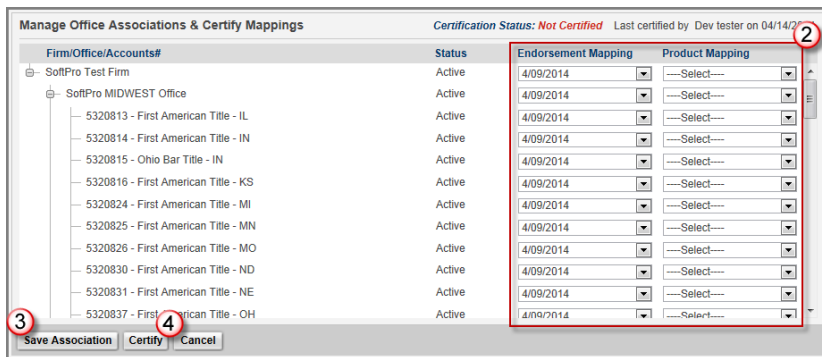 Manage Office Associations & Certify Mappings Certification Status: Not Certified Last certified by Dev tester on 04/14/2
2
Firm/Office/Accounts# Status Endorsement Mapping Product Mapping
SoftPro Test Firm Active 4/09/2014 ----Select----
SoftPro MIDWEST Office Active 4/09/2014 ----Select----
5320813 - First American Title - IL Active 4/09/2014 ----Select----
5320814 - First American Title - IN Active 4/09/2014 ----Select----
5320815 - Ohio Bar Title - IN Active 4/09/2014 ----Select----
5320816 - First American Title - KS Active 4/09/2014 ----Select----
5320824 - First American Title - MI Active 4/09/2014 ----Select----
5320825 - First American Title - MN Active 4/09/2014 ----Select----
5320826 - First American Title - MO Active 4/09/2014 ----Select----
5320830 - First American Title - ND Active 4/09/2014 ----Select----
5320831 - First American Title - NE Active 4/09/2014 ----Select----
5320837 - First American Title - OH Active 4/09/2014 ----Select----
3 4
Save Association Certify Cancel